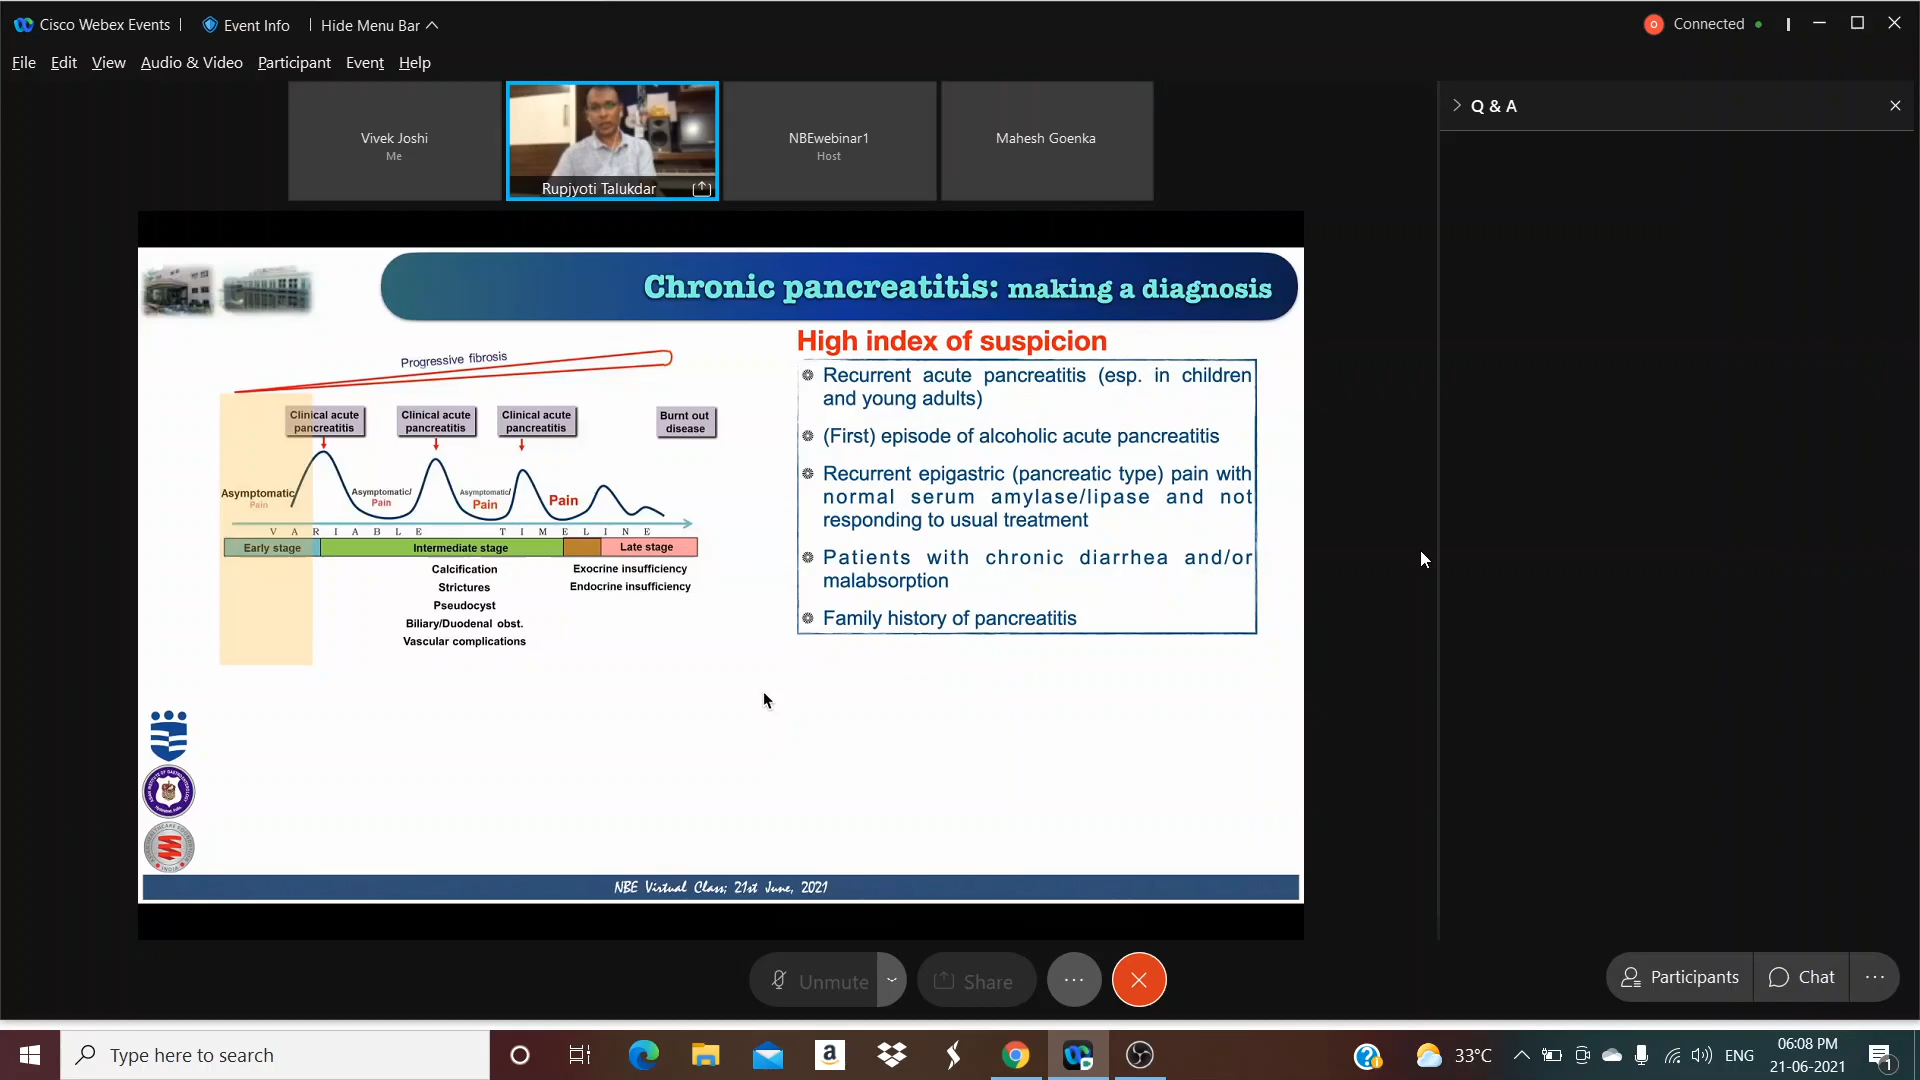 Cisco Webex Events
Event Info
Hide Menu Bar
Connected
File Edit View Audio & Video Participant Event Help
Vivek Joshi
Me
Rupjyoti Talukdar
NBEwebinar1
Host
Mahesh Goenka
Q & A
Chronic pancreatitis: making a diagnosis
Progressive fibrosis
Clinical acute
pancreatitis
Clinical acute
pancreatitis
Clinical acute
pancreatitis
Burnt out
disease
Asymptomatic
Pain
Asymptomatic/
Pain
Asymptomatic/
Pain
Pain
VARIABLE TIMELINE
Early stage
Intermediate stage
Late stage
Calcification
Strictures
Pseudocyst
Biliary/Duodenal obst.
Vascular complications
Exocrine insufficiency
Endocrine insufficiency
High index of suspicion
Recurrent acute pancreatitis (esp. in children
and young adults)
(First) episode of alcoholic acute pancreatitis
Recurrent epigastric (pancreatic type) pain with
normal serum amylase/lipase and not
responding to usual treatment
Patients with chronic diarrhea and/or
malabsorption
Family history of pancreatitis
NBE Virtual Class; 21st June, 2021
Unmute
Share
Participants
Chat
Type here to search
33°C
ENG
06:08 PM
21-06-2021
1